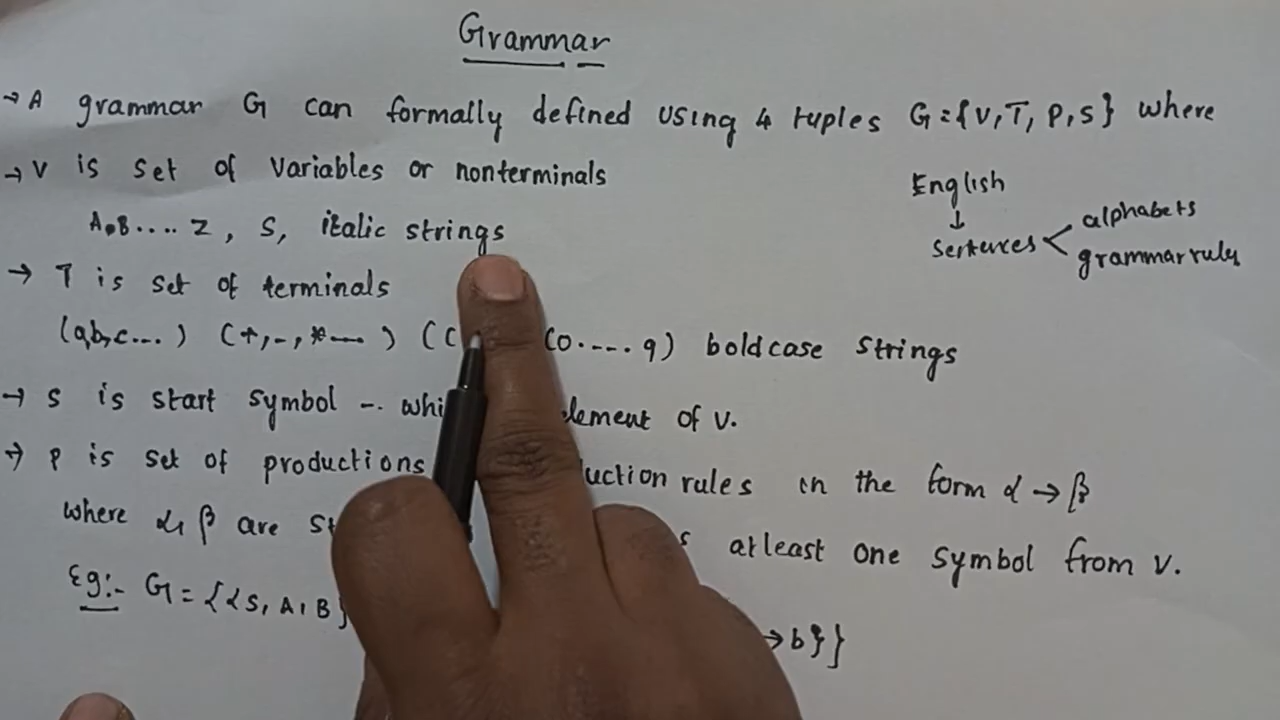 Grammar
→ A grammar G can formally defined using 4 tuples G={V,T, P,S} where
→ V is set of variables or nonterminals
A,B....Z, S, italic strings
English
↓
Sentences < alphabets
grammar rules
→ T is set of terminals
(a,b,c...) (+,-,*---) (0....9) boldcase strings
→ S is start symbol - element of V.
→ P is set of productions rules in the form α → β
where α, β are atleast one symbol from V.
Eg:- G = {{S, A, B} → b}}